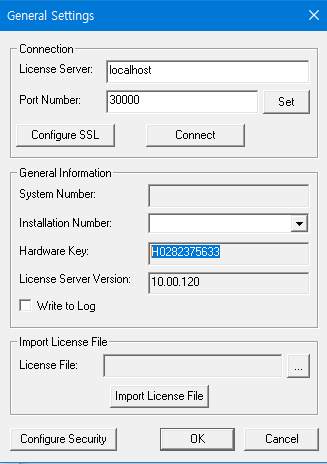 General Settings
Connection
License Server: localhost
Port Number: 30000 Set
Configure SSL Connect
General Information
System Number:
Installation Number:
Hardware Key: H0282375633
License Server Version: 10.00.120
Write to Log
Import License File
License File: ...
Import License File
Configure Security OK Cancel